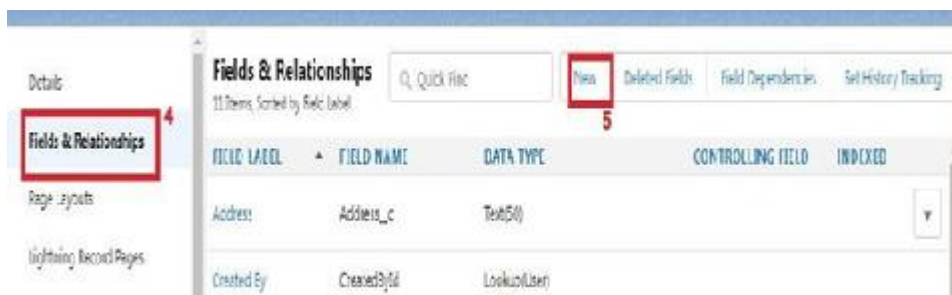 Details
Fields & Relationships
4
Page Layouts
Lightning Record Pages
Fields & Relationships
Quick Find
New
5
Deleted Fields
Field Dependencies
Set History Tracking
11 Items, Sorted by Field Label
FIELD LABEL
FIELD NAME
DATA TYPE
CONTROLLING FIELD
INDEXED
Address
Address_c
Text(50)
Created By
CreatedById
Lookup(User)